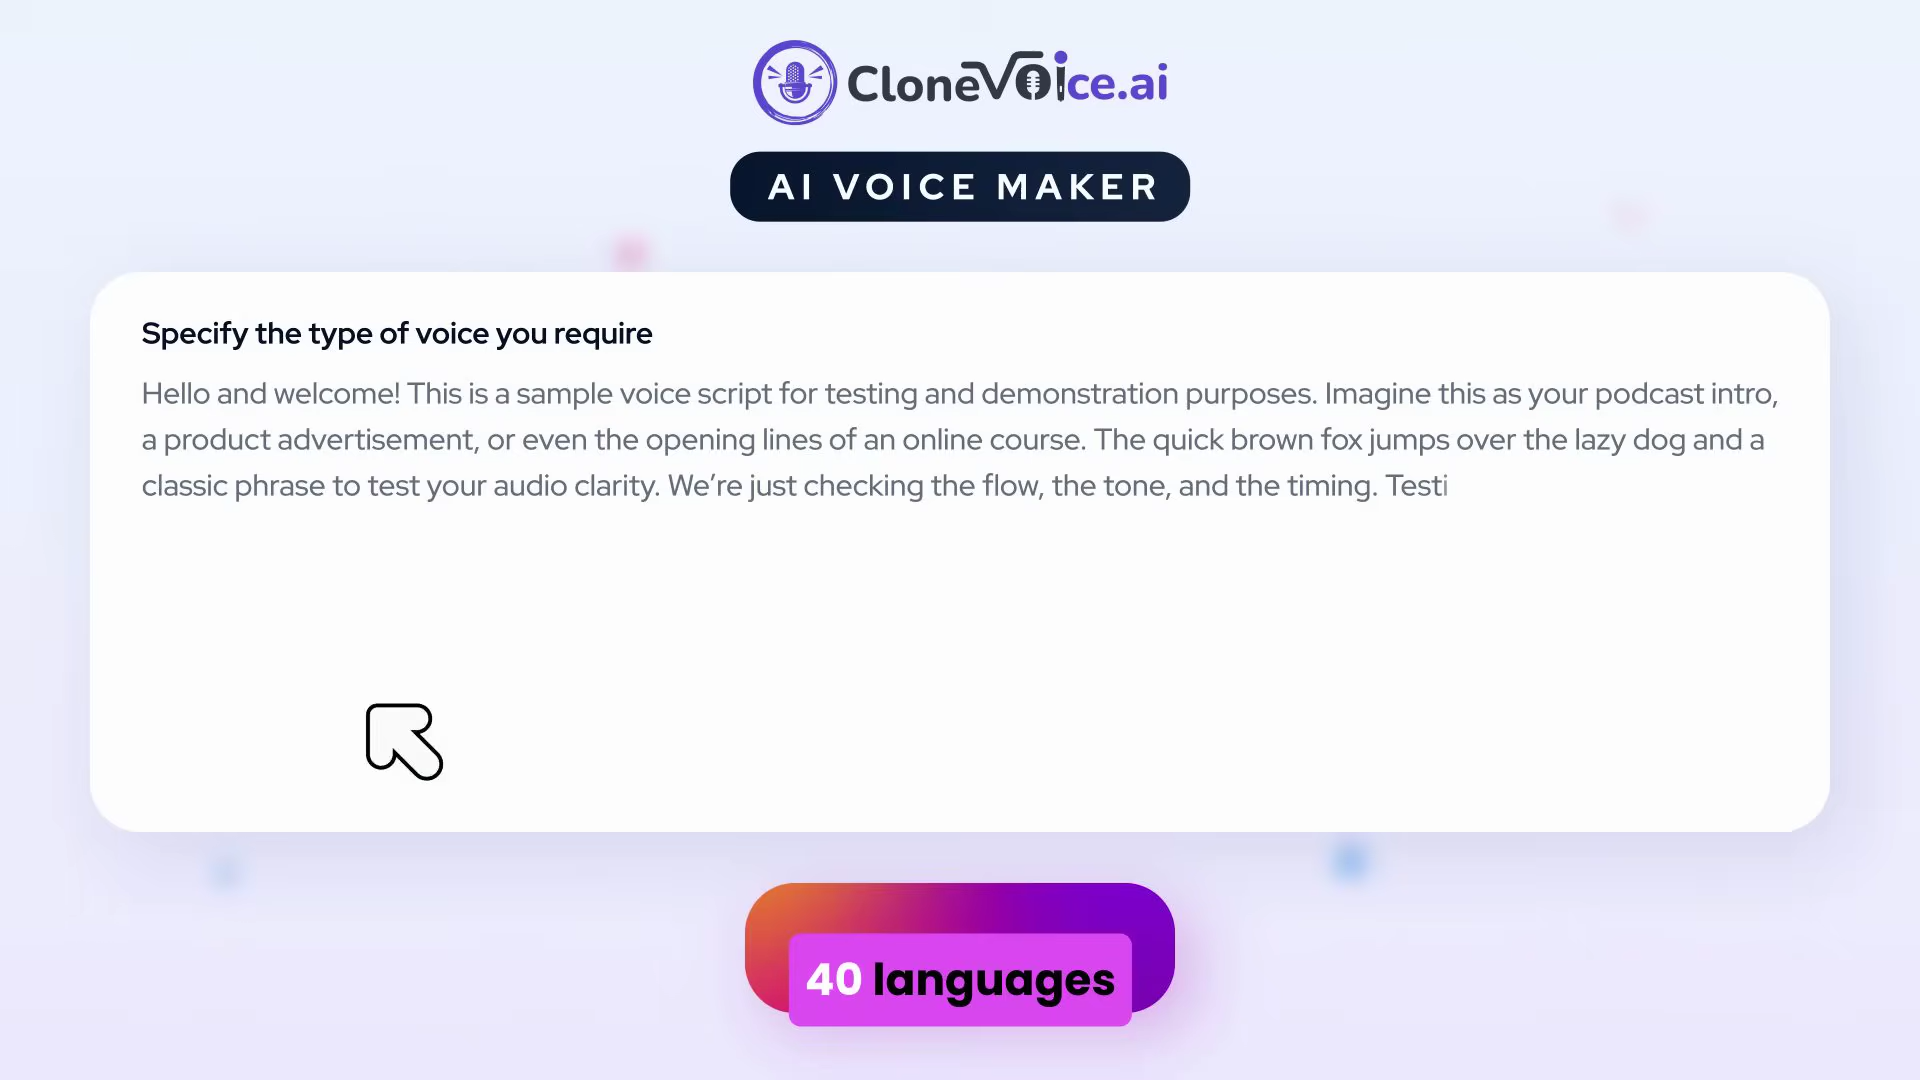 CloneVoice.ai
AI VOICE MAKER
Specify the type of voice you require
Hello and welcome! This is a sample voice script for testing and demonstration purposes. Imagine this as your podcast intro,
a product advertisement, or even the opening lines of an online course. The quick brown fox jumps over the lazy dog and a
classic phrase to test your audio clarity. We’re just checking the flow, the tone, and the timing. Testi
40 languages